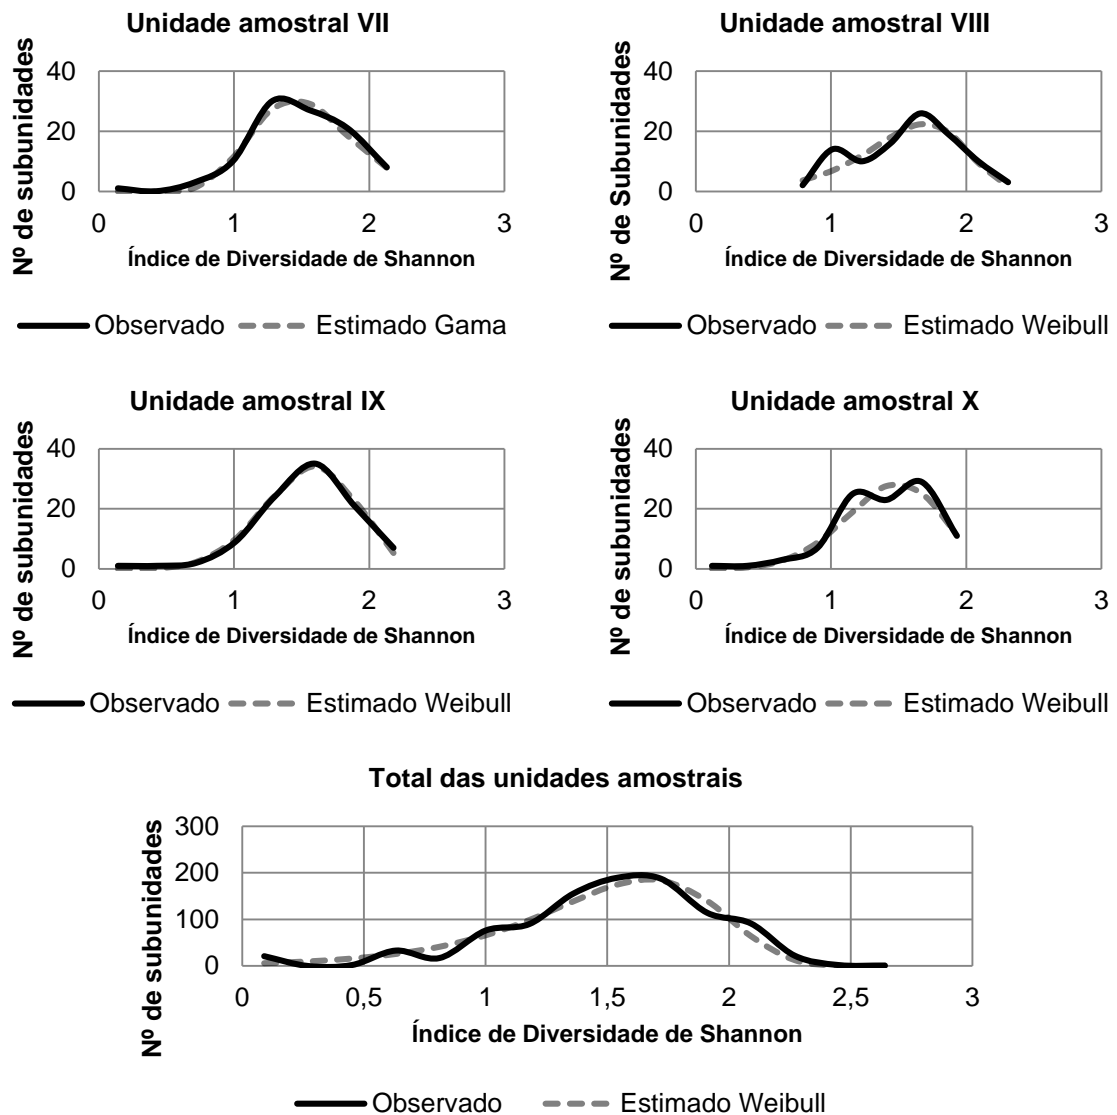 Unidade amostral VII
Nº de subunidades
40
20
0
0 1 2 3
Índice de Diversidade de Shannon
Observado Estimado Gama
Unidade amostral VIII
Nº de Subunidades
40
20
0
0 1 2 3
Índice de Diversidade de Shannon
Observado Estimado Weibull
Unidade amostral IX
Nº de subunidades
40
20
0
0 1 2 3
Índice de Diversidade de Shannon
Observado Estimado Weibull
Unidade amostral X
Nº de subunidades
40
20
0
0 1 2 3
Índice de Diversidade de Shannon
Observado Estimado Weibull
Total das unidades amostrais
Nº de subunidades
300
200
100
0
0 0,5 1 1,5 2 2,5 3
Índice de Diversidade de Shannon
Observado Estimado Weibull